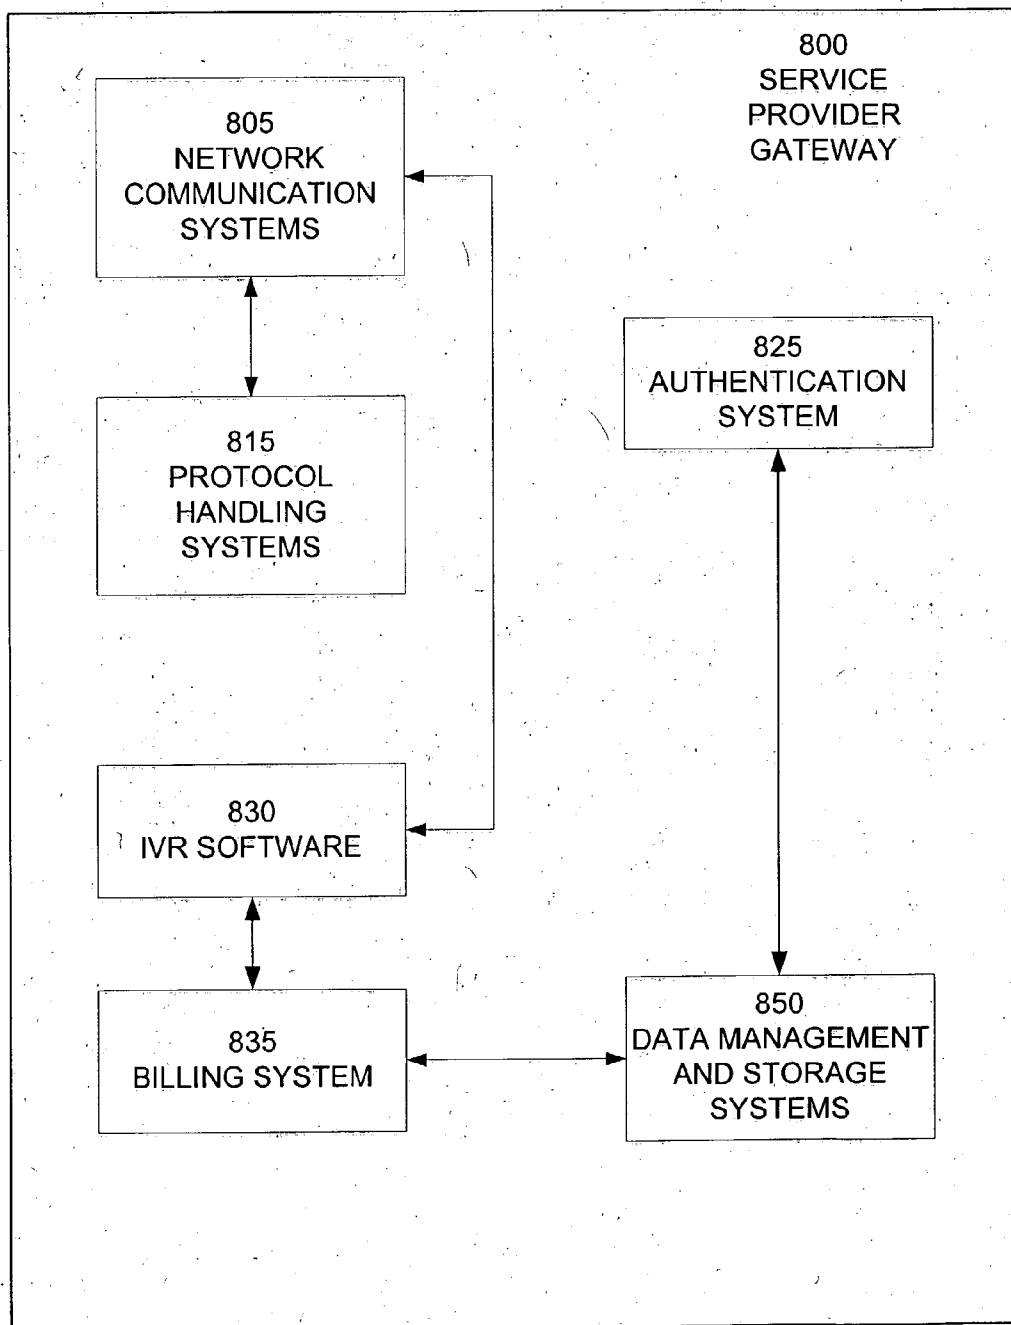 800
SERVICE
PROVIDER
GATEWAY
805
NETWORK
COMMUNICATION
SYSTEMS
825
AUTHENTICATION
SYSTEM
815
PROTOCOL
HANDLING
SYSTEMS
830
IVR SOFTWARE
835
BILLING SYSTEM
850
DATA MANAGEMENT
AND STORAGE
SYSTEMS